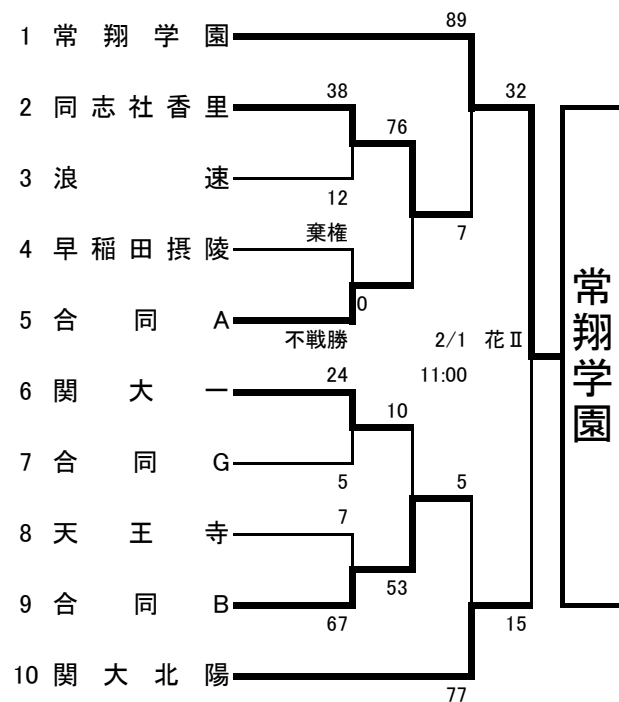 89
1 常翔学園
38
32
2 同志社香里
76
3 浪速
12
棄権
7
4 早稲田摂陵
0
5 合同A
不戦勝
2/1 花Ⅱ
24
11:00
6 関大一
10
7 合同G
5
5
7
8 天王寺
53
9 合同B
67
15
10 関大北陽
77
常翔学園